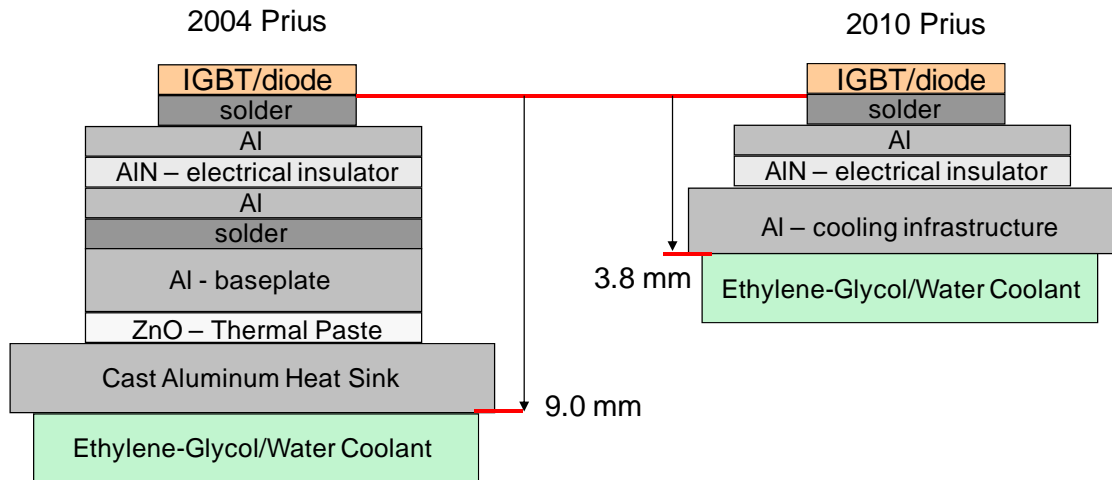 2004 Prius
IGBT/diode
solder
Al
AlN – electrical insulator
Al
solder
Al - baseplate
ZnO – Thermal Paste
Cast Aluminum Heat Sink
Ethylene-Glycol/Water Coolant
9.0 mm
2010 Prius
IGBT/diode
solder
Al
AlN – electrical insulator
Al – cooling infrastructure
3.8 mm
Ethylene-Glycol/Water Coolant